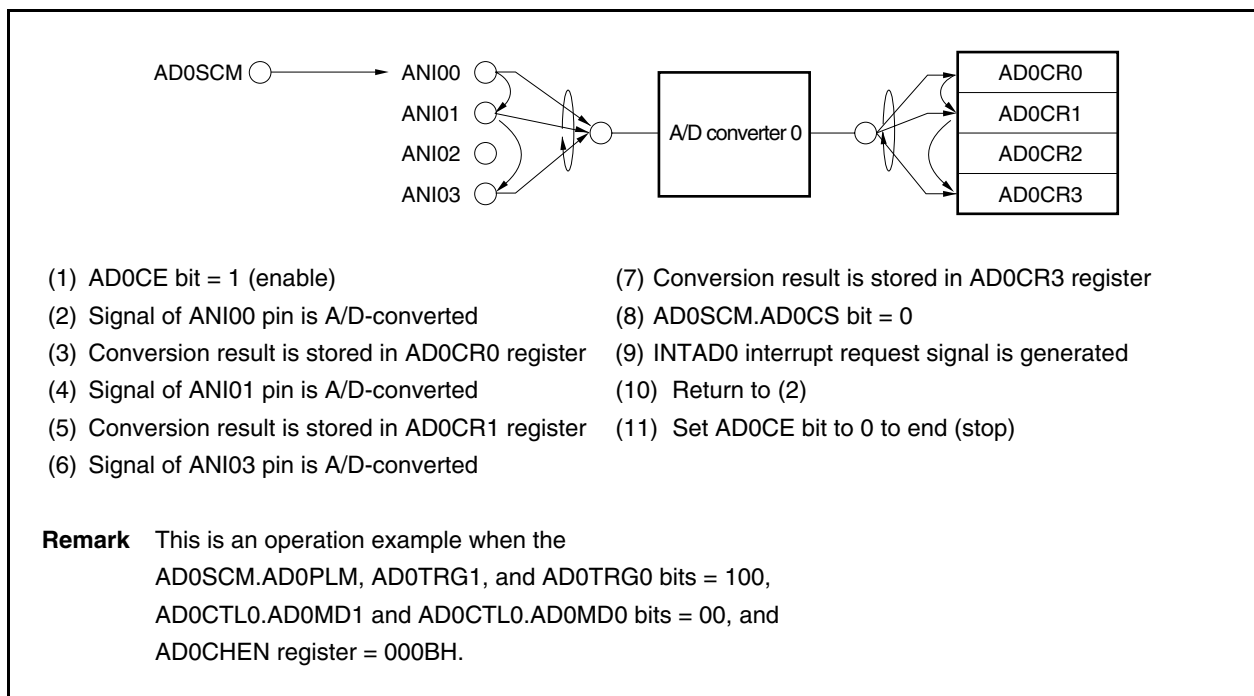 AD0SCM
ANI00
ANI01
ANI02
ANI03
A/D converter 0
AD0CR0
AD0CR1
AD0CR2
AD0CR3
(1) AD0CE bit = 1 (enable)
(2) Signal of ANI00 pin is A/D-converted
(3) Conversion result is stored in AD0CR0 register
(4) Signal of ANI01 pin is A/D-converted
(5) Conversion result is stored in AD0CR1 register
(6) Signal of ANI03 pin is A/D-converted
(7) Conversion result is stored in AD0CR3 register
(8) AD0SCM.AD0CS bit = 0
(9) INTAD0 interrupt request signal is generated
(10) Return to (2)
(11) Set AD0CE bit to 0 to end (stop)
Remark This is an operation example when the
AD0SCM.AD0PLM, AD0TRG1, and AD0TRG0 bits = 100,
AD0CTL0.AD0MD1 and AD0CTL0.AD0MD0 bits = 00, and
AD0CHEN register = 000BH.